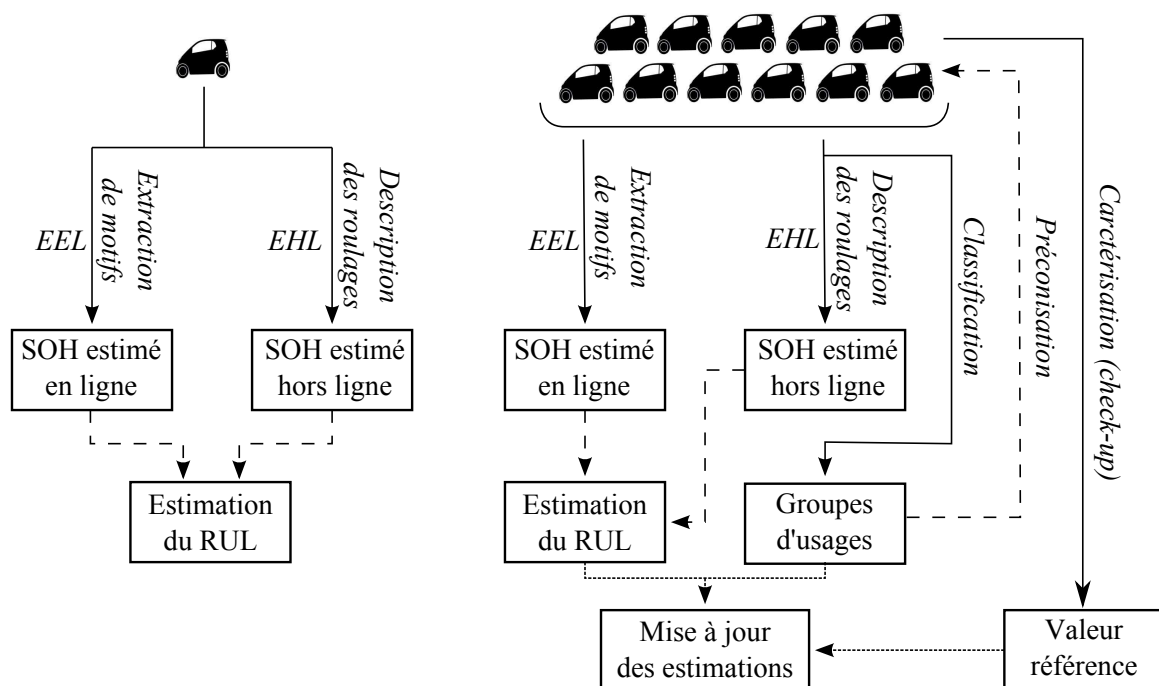 EEL
Extraction
de motifs
EHL
Description
des roulages
SOH estimé
en ligne
SOH estimé
hors ligne
Estimation
du RUL
EEL
Extraction
de motifs
EHL
Description
des roulages
Classification
Préconisation
Carctérisation (check-up)
SOH estimé
en ligne
SOH estimé
hors ligne
Estimation
du RUL
Groupes
d'usages
Mise à jour
des estimations
Valeur
référence